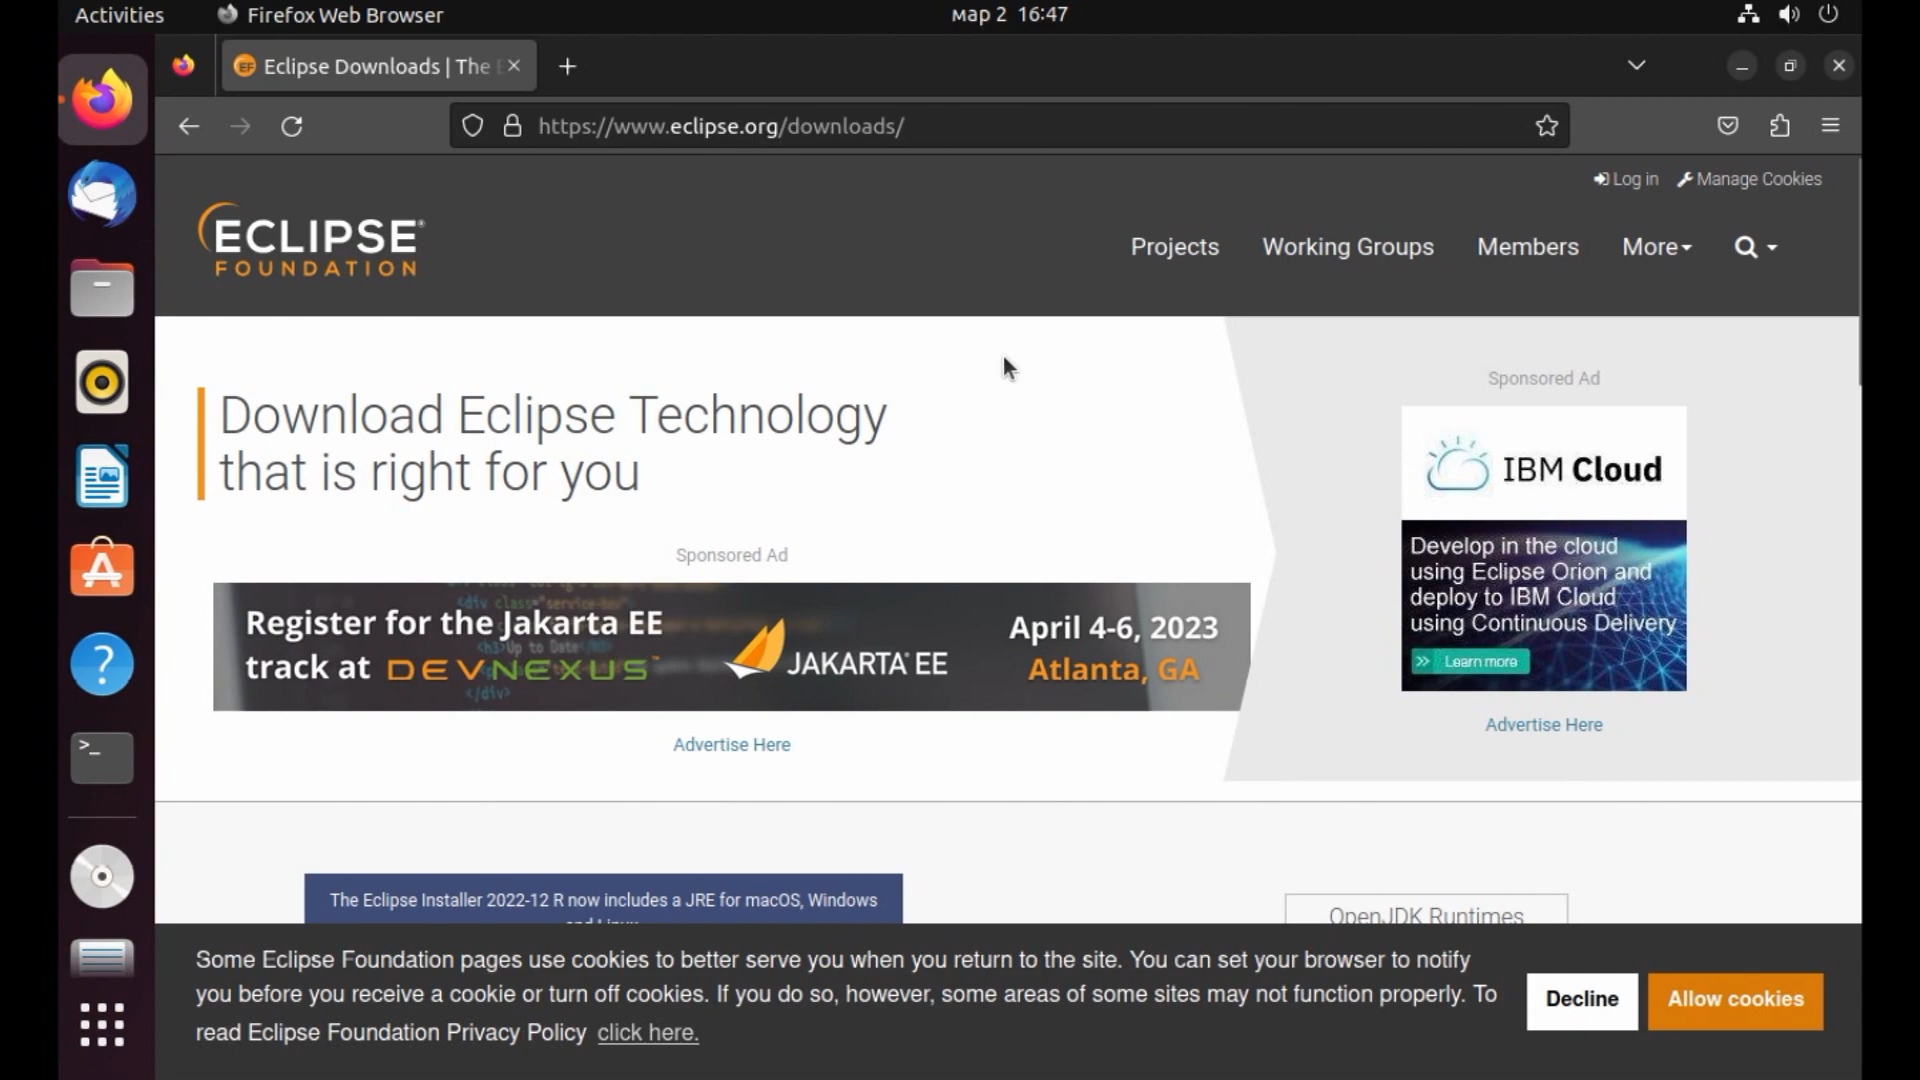 Activities
Firefox Web Browser
мар 2 16:47
Eclipse Downloads | The
https://www.eclipse.org/downloads/
Log in
Manage Cookies
ECLIPSE®
FOUNDATION
Projects
Working Groups
Members
More
Download Eclipse Technology
that is right for you
Sponsored Ad
Register for the Jakarta EE
track at DEVNEXUS™
JAKARTA® EE
April 4-6, 2023
Atlanta, GA
Advertise Here
Sponsored Ad
IBM Cloud
Develop in the cloud
using Eclipse Orion and
deploy to IBM Cloud
using Continuous Delivery
Learn more
Advertise Here
The Eclipse Installer 2022-12 R now includes a JRE for macOS, Windows
OpenJDK Runtimes
Some Eclipse Foundation pages use cookies to better serve you when you return to the site. You can set your browser to notify
you before you receive a cookie or turn off cookies. If you do so, however, some areas of some sites may not function properly. To
read Eclipse Foundation Privacy Policy click here.
Decline
Allow cookies